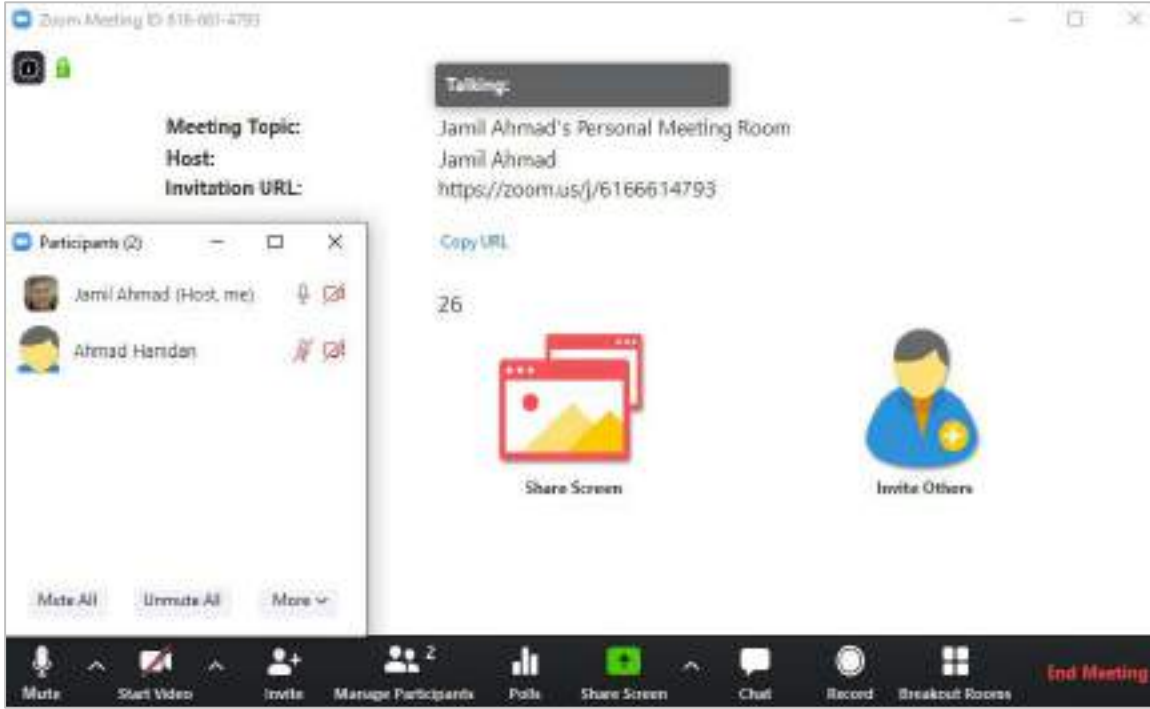 Zoom Meeting ID 616-661-4793
Talking:
Meeting Topic: Jamil Ahmad's Personal Meeting Room
Host: Jamil Ahmad
Invitation URL: https://zoom.us/j/6166614793
Copy URL
26
Participants (2)
Jamil Ahmad (Host, me)
Ahmad Hamdan
Share Screen
Invite Others
Mute All Unmute All More
Mute Start Video Invite Manage Participants 2 Polls Share Screen Chat Record Breakout Rooms End Meeting